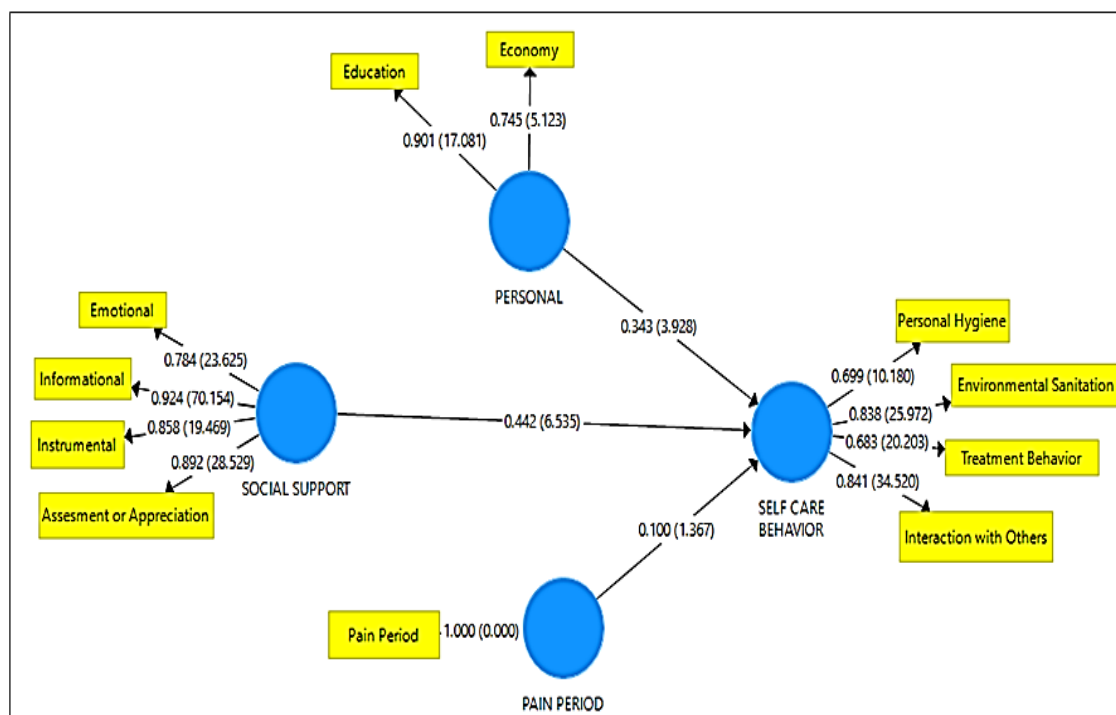 Economy
Education
0.745 (5.123)
0.901 (17.081)
PERSONAL
0.343 (3.928)
Emotional
0.784 (23.625)
Informational
0.924 (70.154)
Instrumental
0.858 (19.469)
0.892 (28.529)
Assesment or Appreciation
SOCIAL SUPPORT
0.442 (6.535)
Personal Hygiene
0.699 (10.180)
Environmental Sanitation
0.838 (25.972)
0.683 (20.203)
Treatment Behavior
0.841 (34.520)
Interaction with Others
SELF CARE
BEHAVIOR
0.100 (1.367)
Pain Period
1.000 (0.000)
PAIN PERIOD